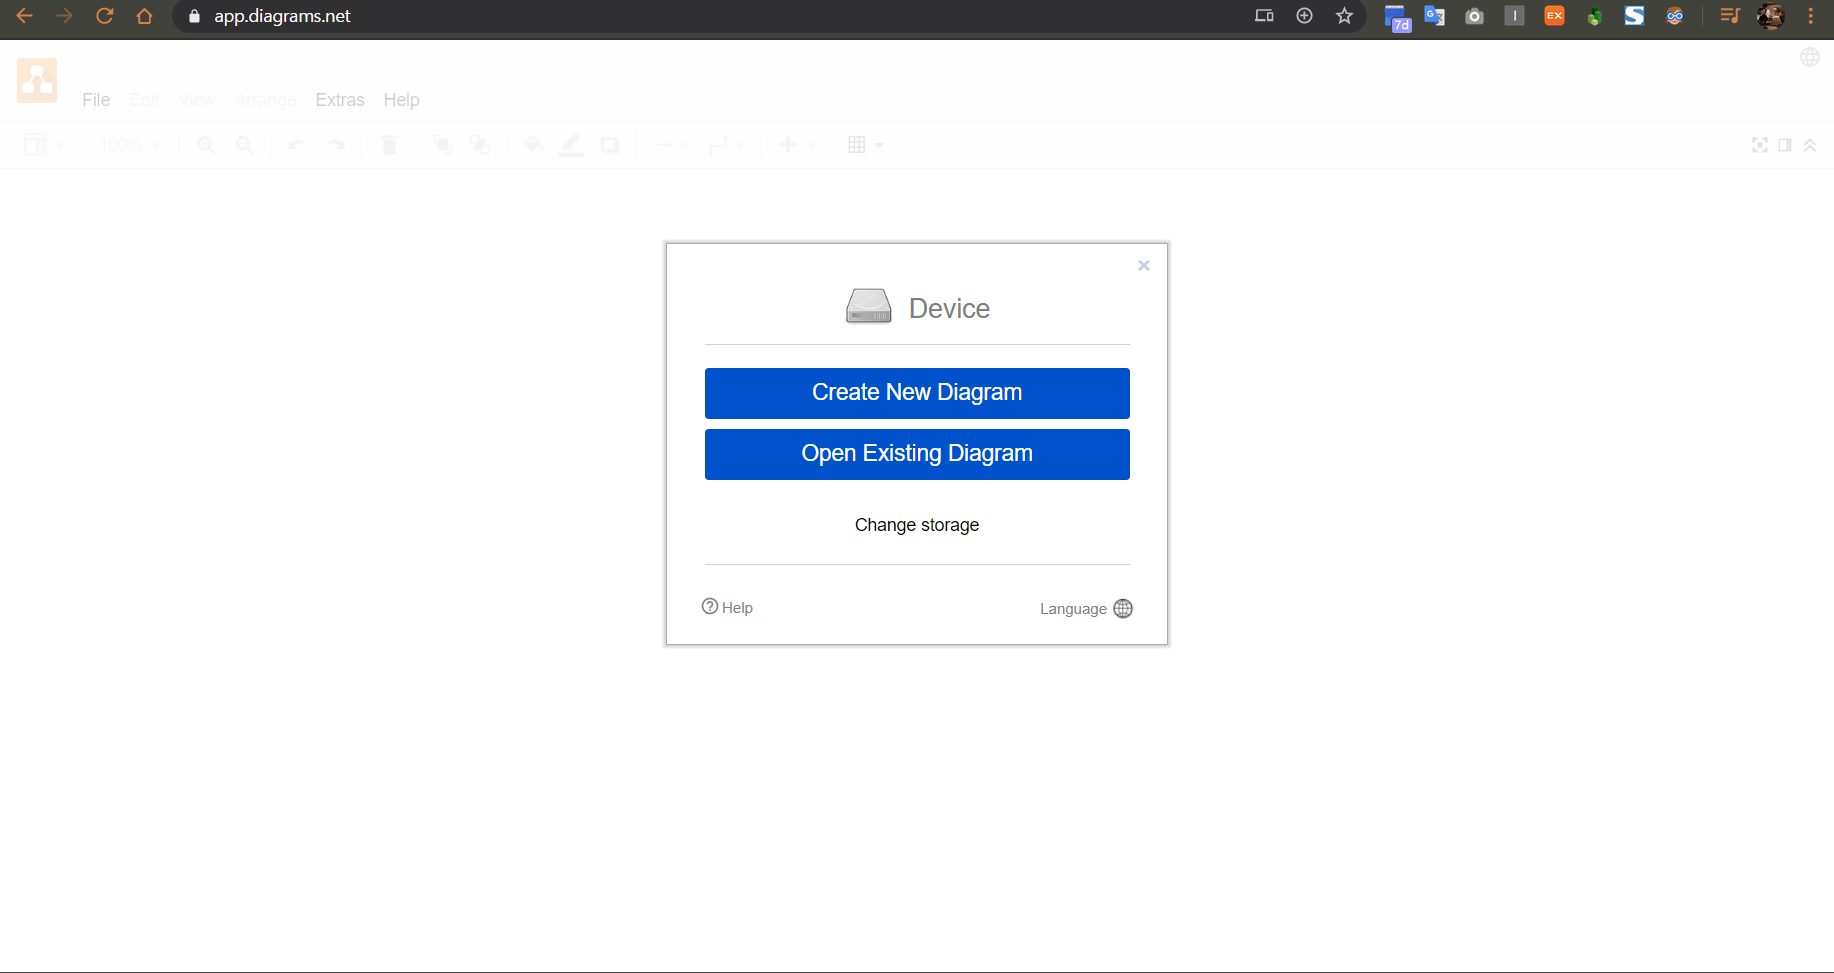 app.diagrams.net
7d
EX
File Edit View Arrange Extras Help
100%
Device
Create New Diagram
Open Existing Diagram
Change storage
Help
Language